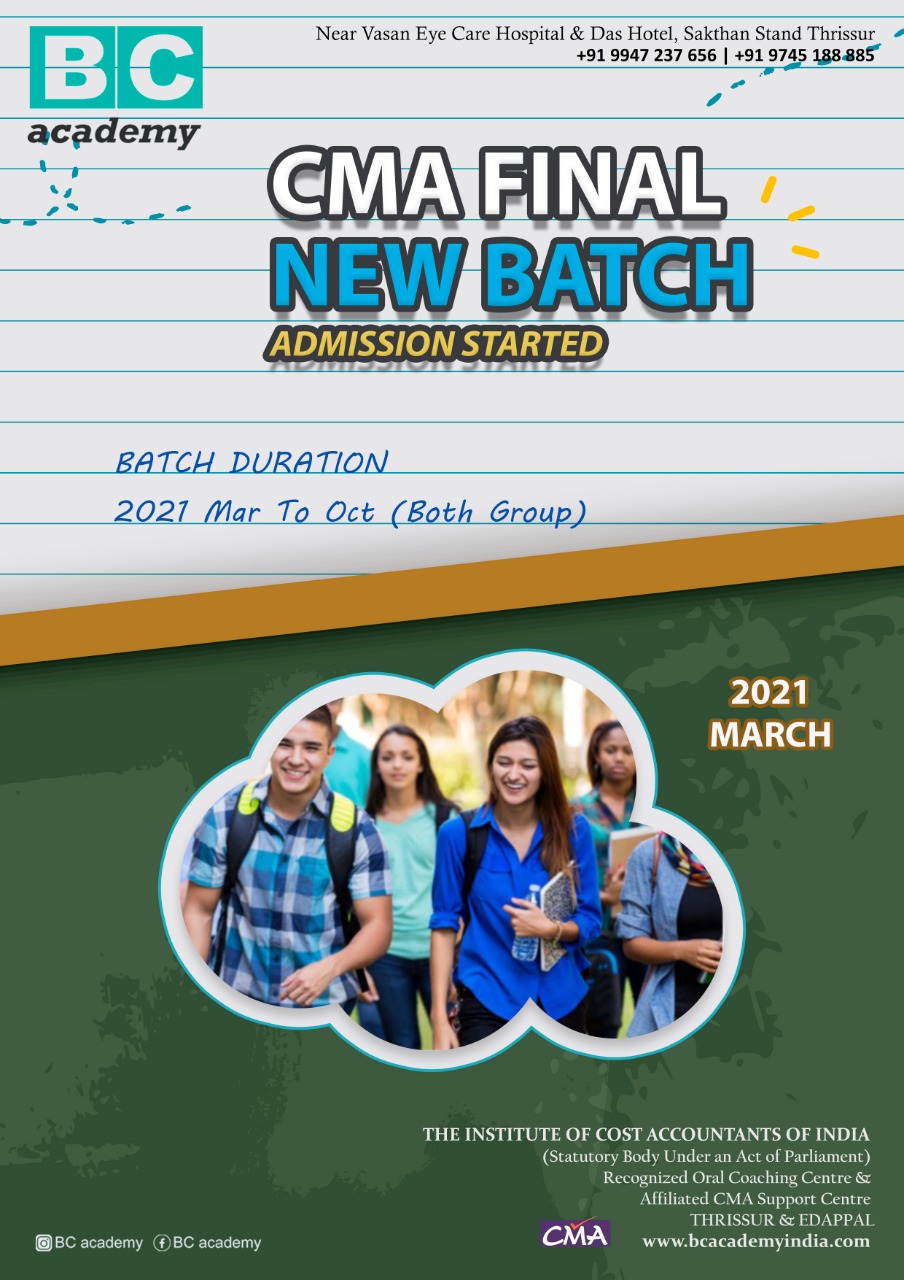 BC
academy
Near Vasan Eye Care Hospital & Das Hotel, Sakthan Stand Thrissur
+91 9947 237 656 | +91 9745 188 885
CMA FINAL
NEW BATCH
ADMISSION STARTED
BATCH DURATION
2021 Mar To Oct (Both Group)
2021
MARCH
THE INSTITUTE OF COST ACCOUNTANTS OF INDIA
(Statutory Body Under an Act of Parliament)
Recognized Oral Coaching Centre &
Affiliated CMA Support Centre
THRISSUR & EDAPPAL
CMA
www.bcacademyindia.com
BC academy BC academy